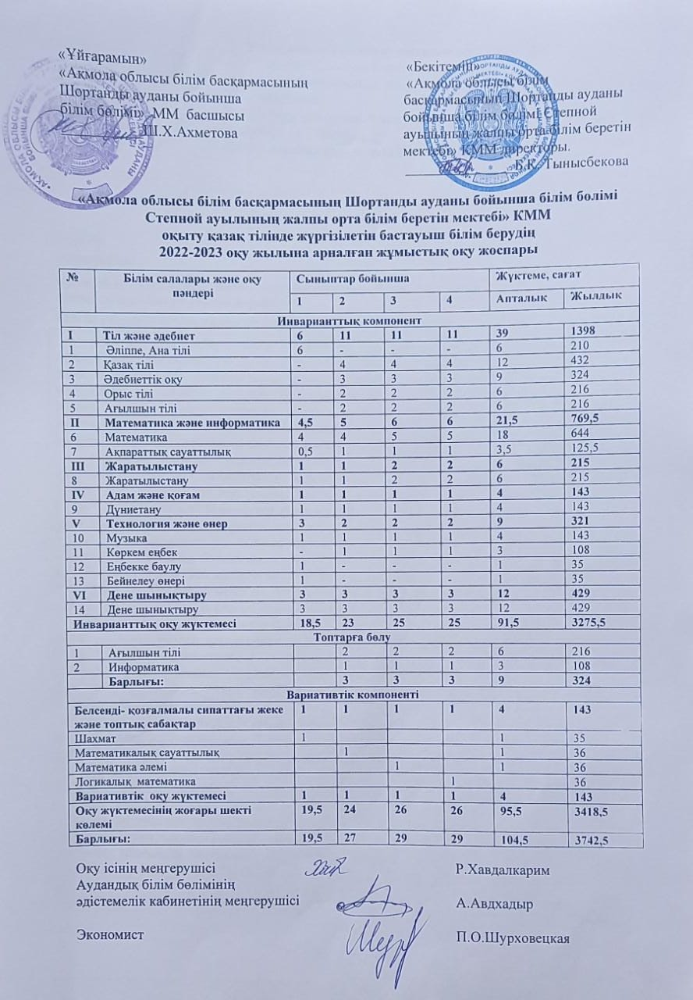 «Ұйғарамын»
«Ақмола облысы білім басқармасының
Шортанды ауданы бойынша
білім бөлімі» ММ басшысы
Ш.Х.Ахметова
«Бекітемін»
«Ақмола облысы білім
басқармасының Шортанды ауданы
бойынша білім бөлімі Степной
ауылының жалпы орта білім беретін
мектебі» КММ директоры.
Б.К. Тынысбекова
«Ақмола облысы білім басқармасының Шортанды ауданы бойынша білім бөлімі
Степной ауылының жалпы орта білім беретін мектебі» КММ
оқыту қазақ тілінде жүргізілетін бастауыш білім берудің
2022-2023 оқу жылына арналған жұмыстық оқу жоспары
№ Білім салалары және оқу пәндері Сыныптар бойынша Жүктеме, сағат
1 2 3 4 Апталық Жылдық
Инварианттық компонент
I Тіл және әдебиет 6 11 11 11 39 1398
1 Әліппе, Ана тілі 6 - - - 6 210
2 Қазақ тілі - 4 4 4 12 432
3 Әдебиеттік оқу - 3 3 3 9 324
4 Орыс тілі - 2 2 2 6 216
5 Ағылшын тілі - 2 2 2 6 216
II Математика және информатика 4,5 5 6 6 21,5 769,5
6 Математика 4 4 5 5 18 644
7 Ақпараттық сауаттылық 0,5 1 1 1 3,5 125,5
III Жаратылыстану 1 1 2 2 6 215
8 Жаратылыстану 1 1 2 2 6 215
IV Адам және қоғам 1 1 1 1 4 143
9 Дүниетану 1 1 1 1 4 143
V Технология және өнер 3 2 2 2 9 321
10 Музыка 1 1 1 1 4 143
11 Көркем еңбек - 1 1 1 3 108
12 Еңбекке баулу 1 - - - 1 35
13 Бейнелеу өнері 1 - - - 1 35
VI Дене шынықтыру 3 3 3 3 12 429
14 Дене шынықтыру 3 3 3 3 12 429
Инварианттық оқу жүктемесі 18,5 23 25 25 91,5 3275,5
Топтарға бөлу
1 Ағылшын тілі 2 2 2 6 216
2 Информатика 1 1 1 3 108
Барлығы: 3 3 3 9 324
Вариативтік компоненті
Белсенді- қозғалмалы сипаттағы жеке 1 1 1 1 4 143
және топтық сабақтар
Шахмат 1 1 35
Математикалық сауаттылық 1 1 36
Математика әлемі 1 1 36
Логикалық математика 1 36
Вариативтік оқу жүктемесі 1 1 1 1 4 143
Оқу жүктемесінің жоғары шекті 19,5 24 26 26 95,5 3418,5
көлемі
Барлығы: 19,5 27 29 29 104,5 3742,5
Оқу ісінің меңгерушісі Р.Хавдалкарим
Аудандық білім бөлімінің
әдістемелік кабинетінің меңгерушісі А.Авдхадыр
Экономист П.О.Шурховецкая